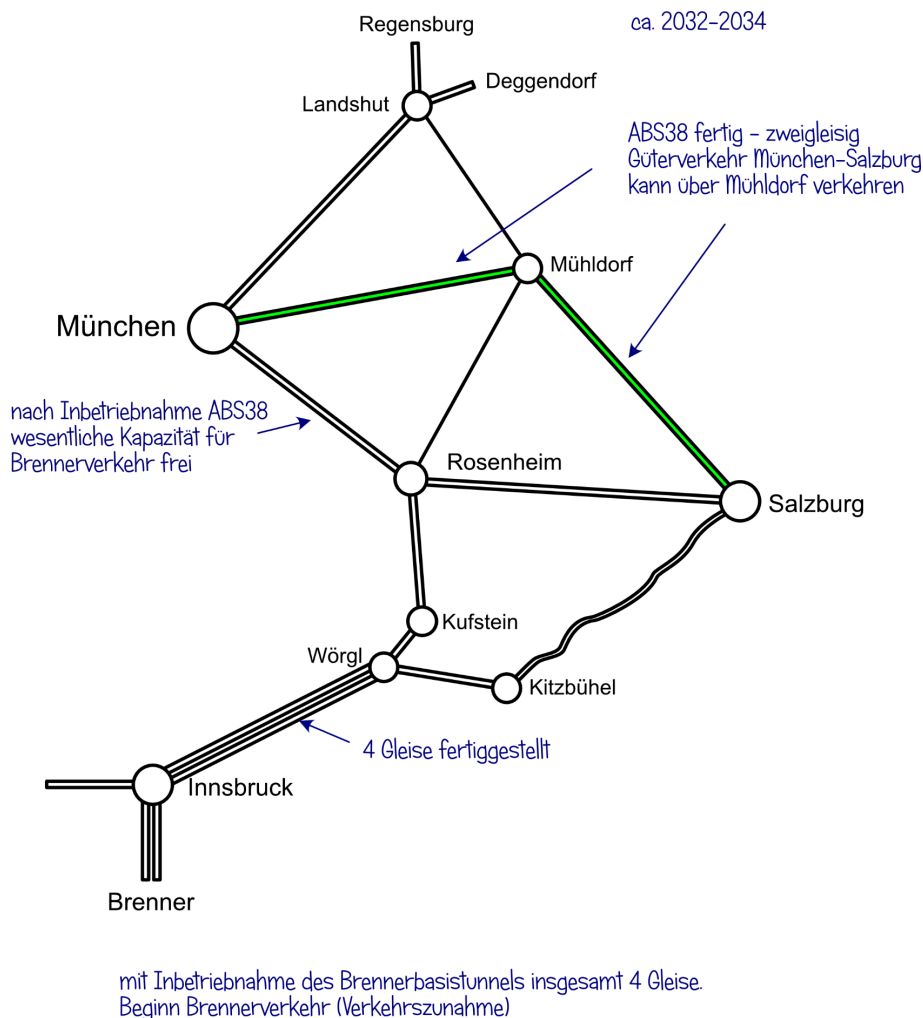 Regensburg
ca. 2032–2034
Deggendorf
Landshut
ABS38 fertig – zweigleisig
Güterverkehr München-Salzburg
kann über Mühldorf verkehren
Mühldorf
München
nach Inbetriebnahme ABS38
wesentliche Kapazität für
Brennerverkehr frei
Rosenheim
Salzburg
Kufstein
Wörgl
Kitzbühel
4 Gleise fertiggestellt
Innsbruck
Brenner
mit Inbetriebnahme des Brennerbasistunnels insgesamt 4 Gleise.
Beginn Brennerverkehr (Verkehrszunahme)